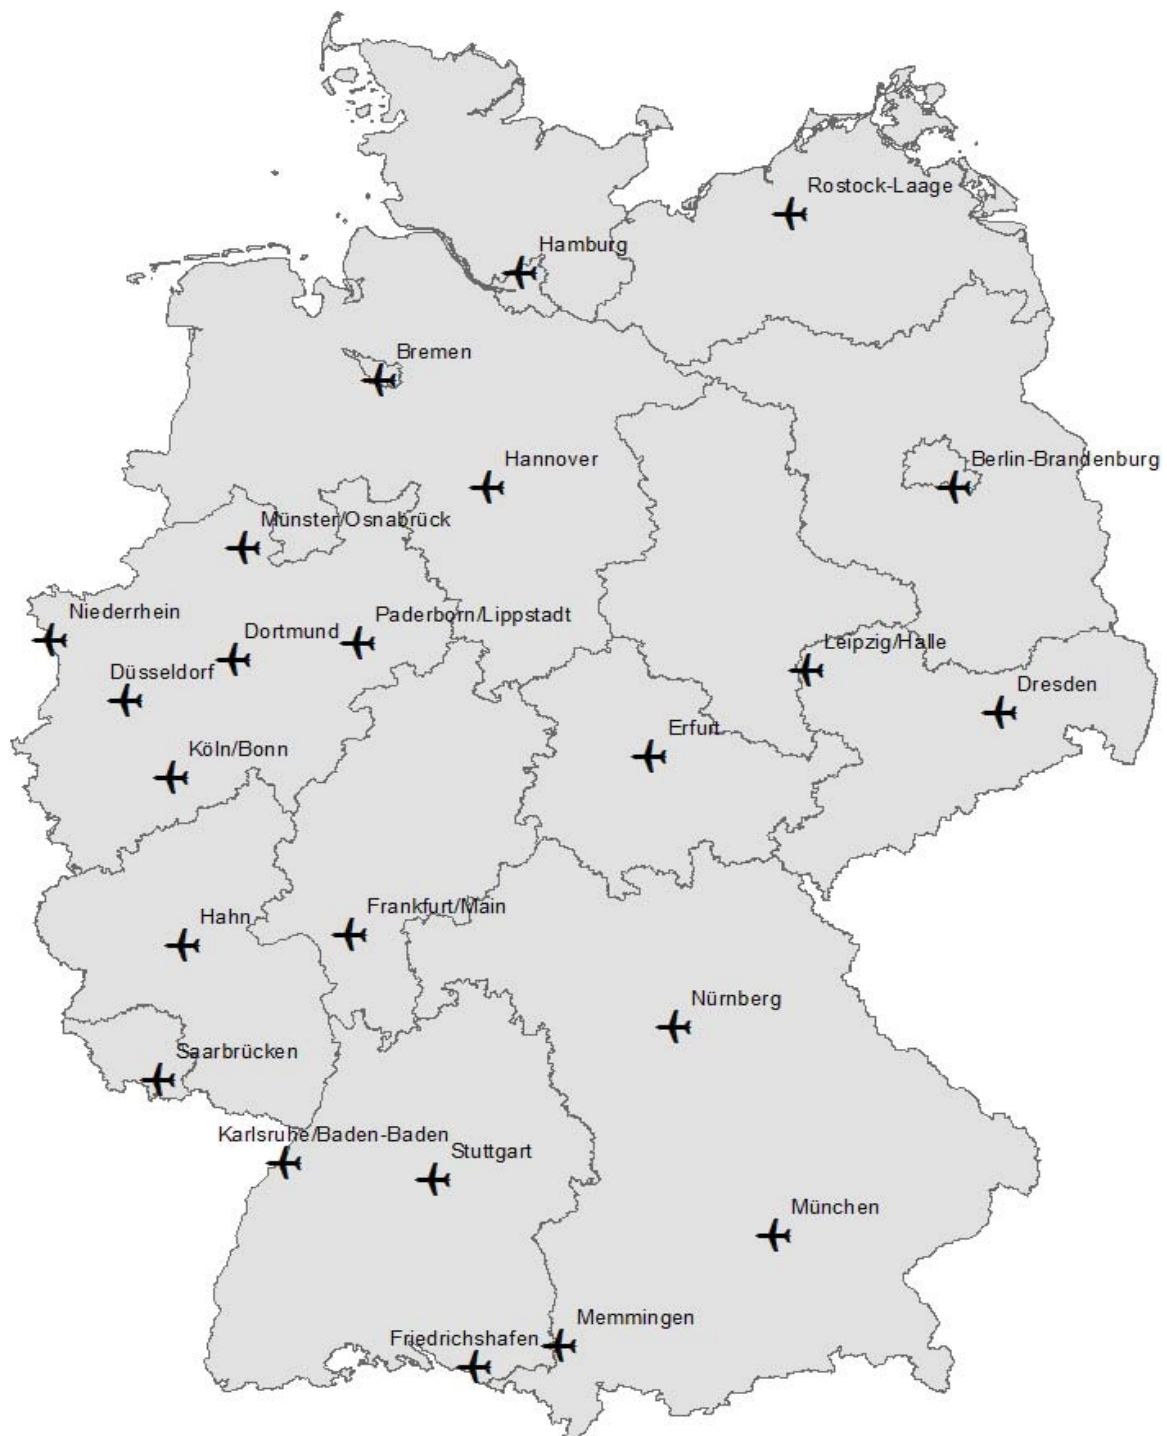 Rostock-Laage
Hamburg
Bremen
Hannover
Berlin-Brandenburg
Münster/Osnabrück
Niederrhein
Dortmund
Paderborn/Lippstadt
Leipzig/Halle
Düsseldorf
Dresden
Köln/Bonn
Erfurt
Hahn
Frankfurt/Main
Nürnberg
Saarbrücken
Karlsruhe/Baden-Baden
Stuttgart
München
Memmingen
Friedrichshafen